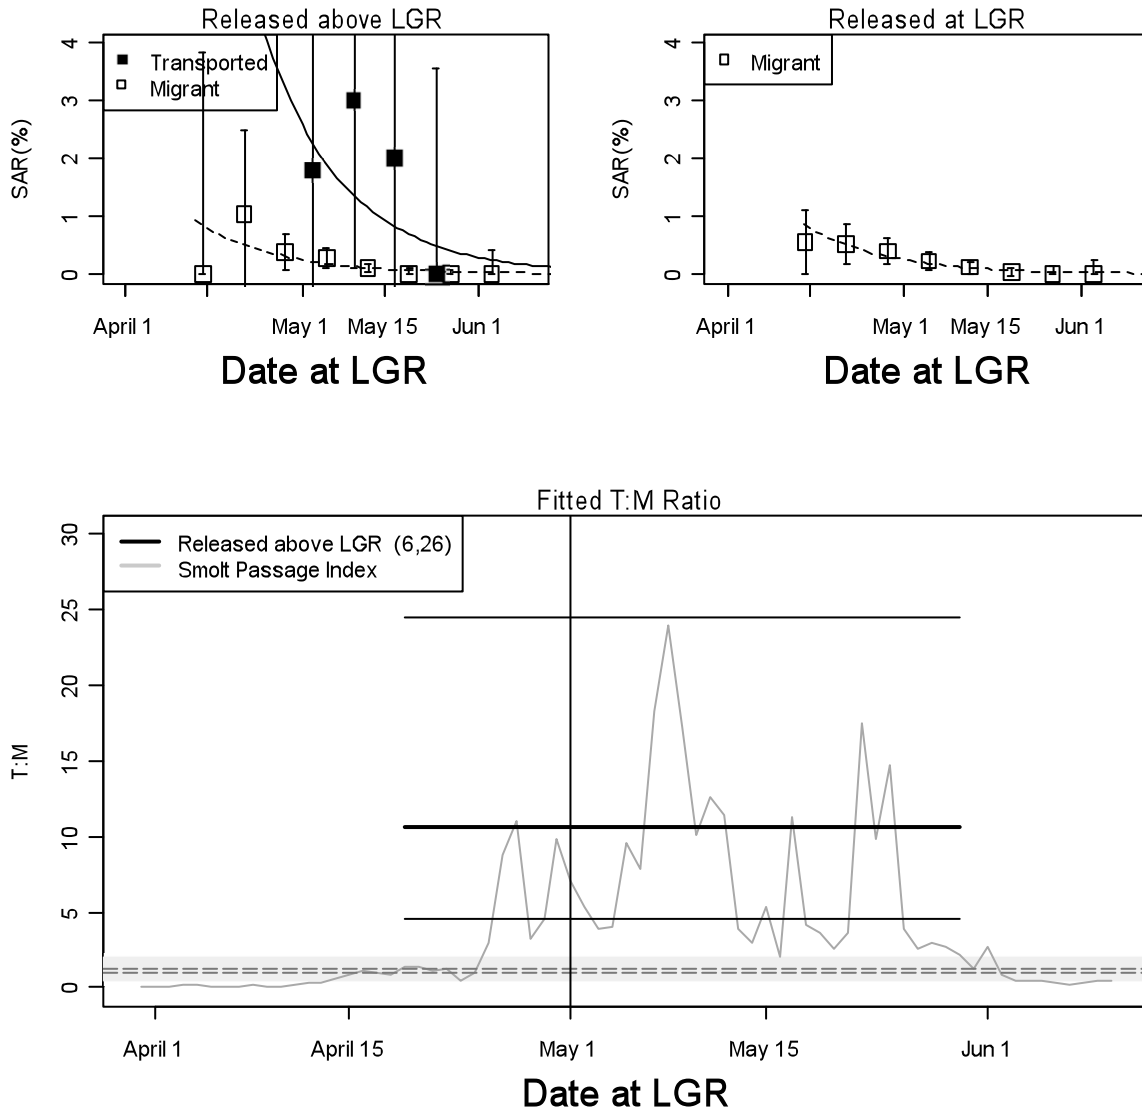 Released above LGR
SAR(%)
4
3
2
1
0
Transported
Migrant
April 1
May 1
May 15
Jun 1
Date at LGR
Released at LGR
SAR(%)
4
3
2
1
0
Migrant
April 1
May 1
May 15
Jun 1
Date at LGR
Fitted T:M Ratio
T:M
30
25
20
15
10
5
0
Released above LGR (6,26)
Smolt Passage Index
April 1
April 15
May 1
May 15
Jun 1
Date at LGR